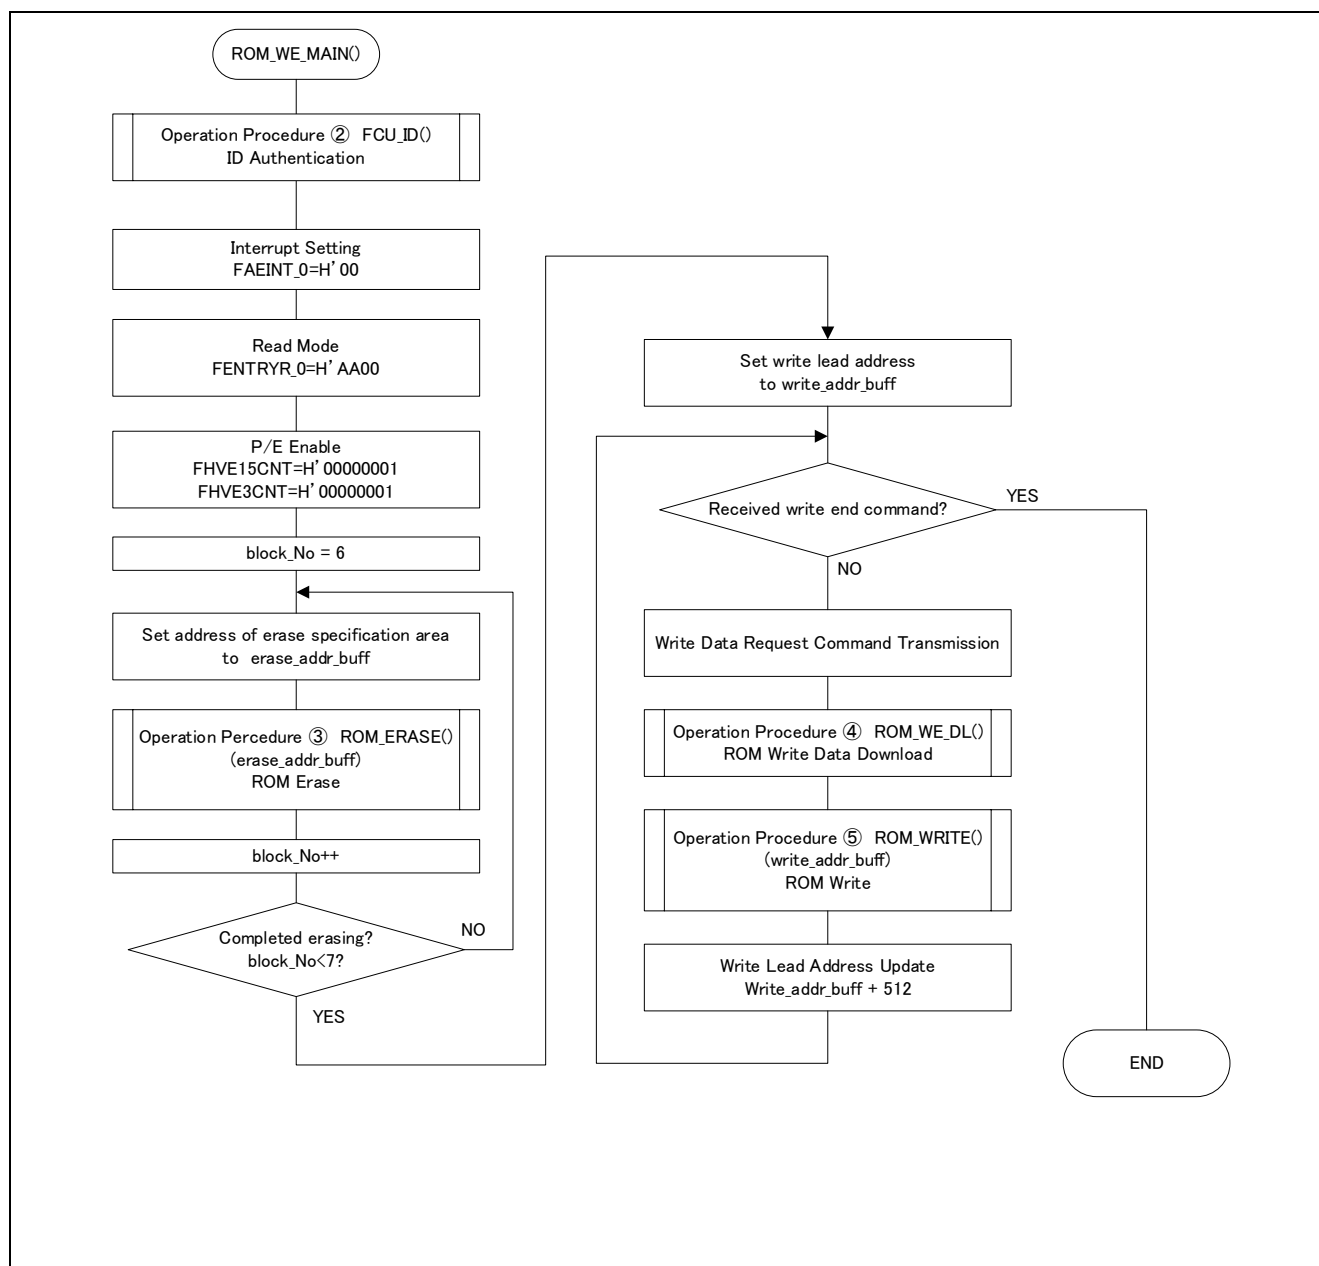 ROM_WE_MAIN()
Operation Procedure ② FCU_ID()
ID Authentication
Interrupt Setting
FAEINT_0=H'00
Read Mode
FENTRYR_0=H'AA00
P/E Enable
FHVE15CNT=H'00000001
FHVE3CNT=H'00000001
block_No = 6
Set address of erase specification area
to erase_addr_buff
Operation Percedure ③ ROM_ERASE()
(erase_addr_buff)
ROM Erase
block_No++
Completed erasing?
block_No<7?
NO
YES
Set write lead address
to write_addr_buff
Received write end command?
YES
NO
Write Data Request Command Transmission
Operation Procedure ④ ROM_WE_DL()
ROM Write Data Download
Operation Procedure ⑤ ROM_WRITE()
(write_addr_buff)
ROM Write
Write Lead Address Update
Write_addr_buff + 512
END